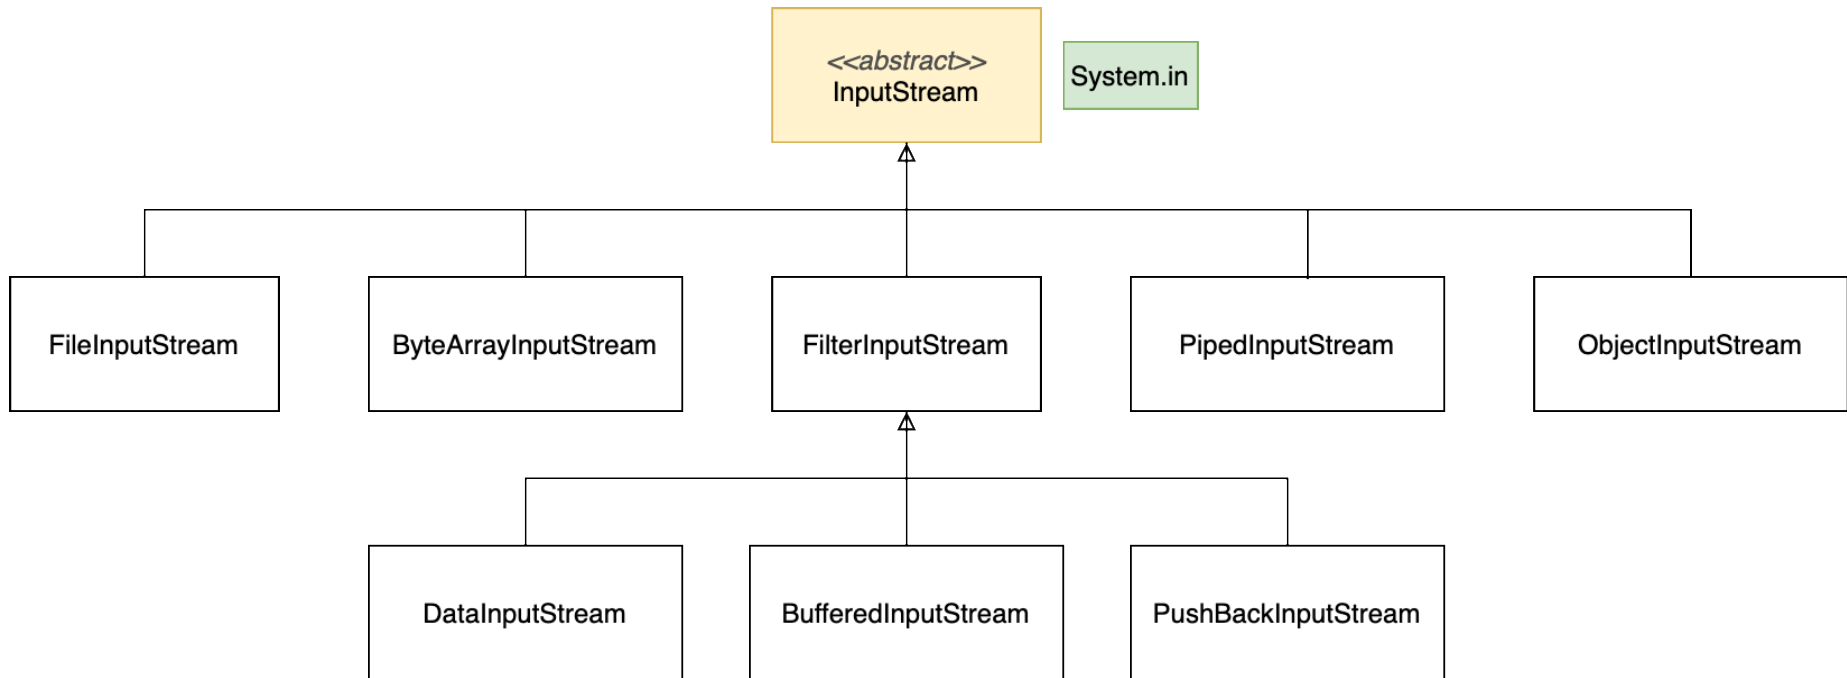 <<abstract>>
InputStream
System.in
FileInputStream
ByteArrayInputStream
FilterInputStream
PipedInputStream
ObjectInputStream
DataInputStream
BufferedInputStream
PushBackInputStream